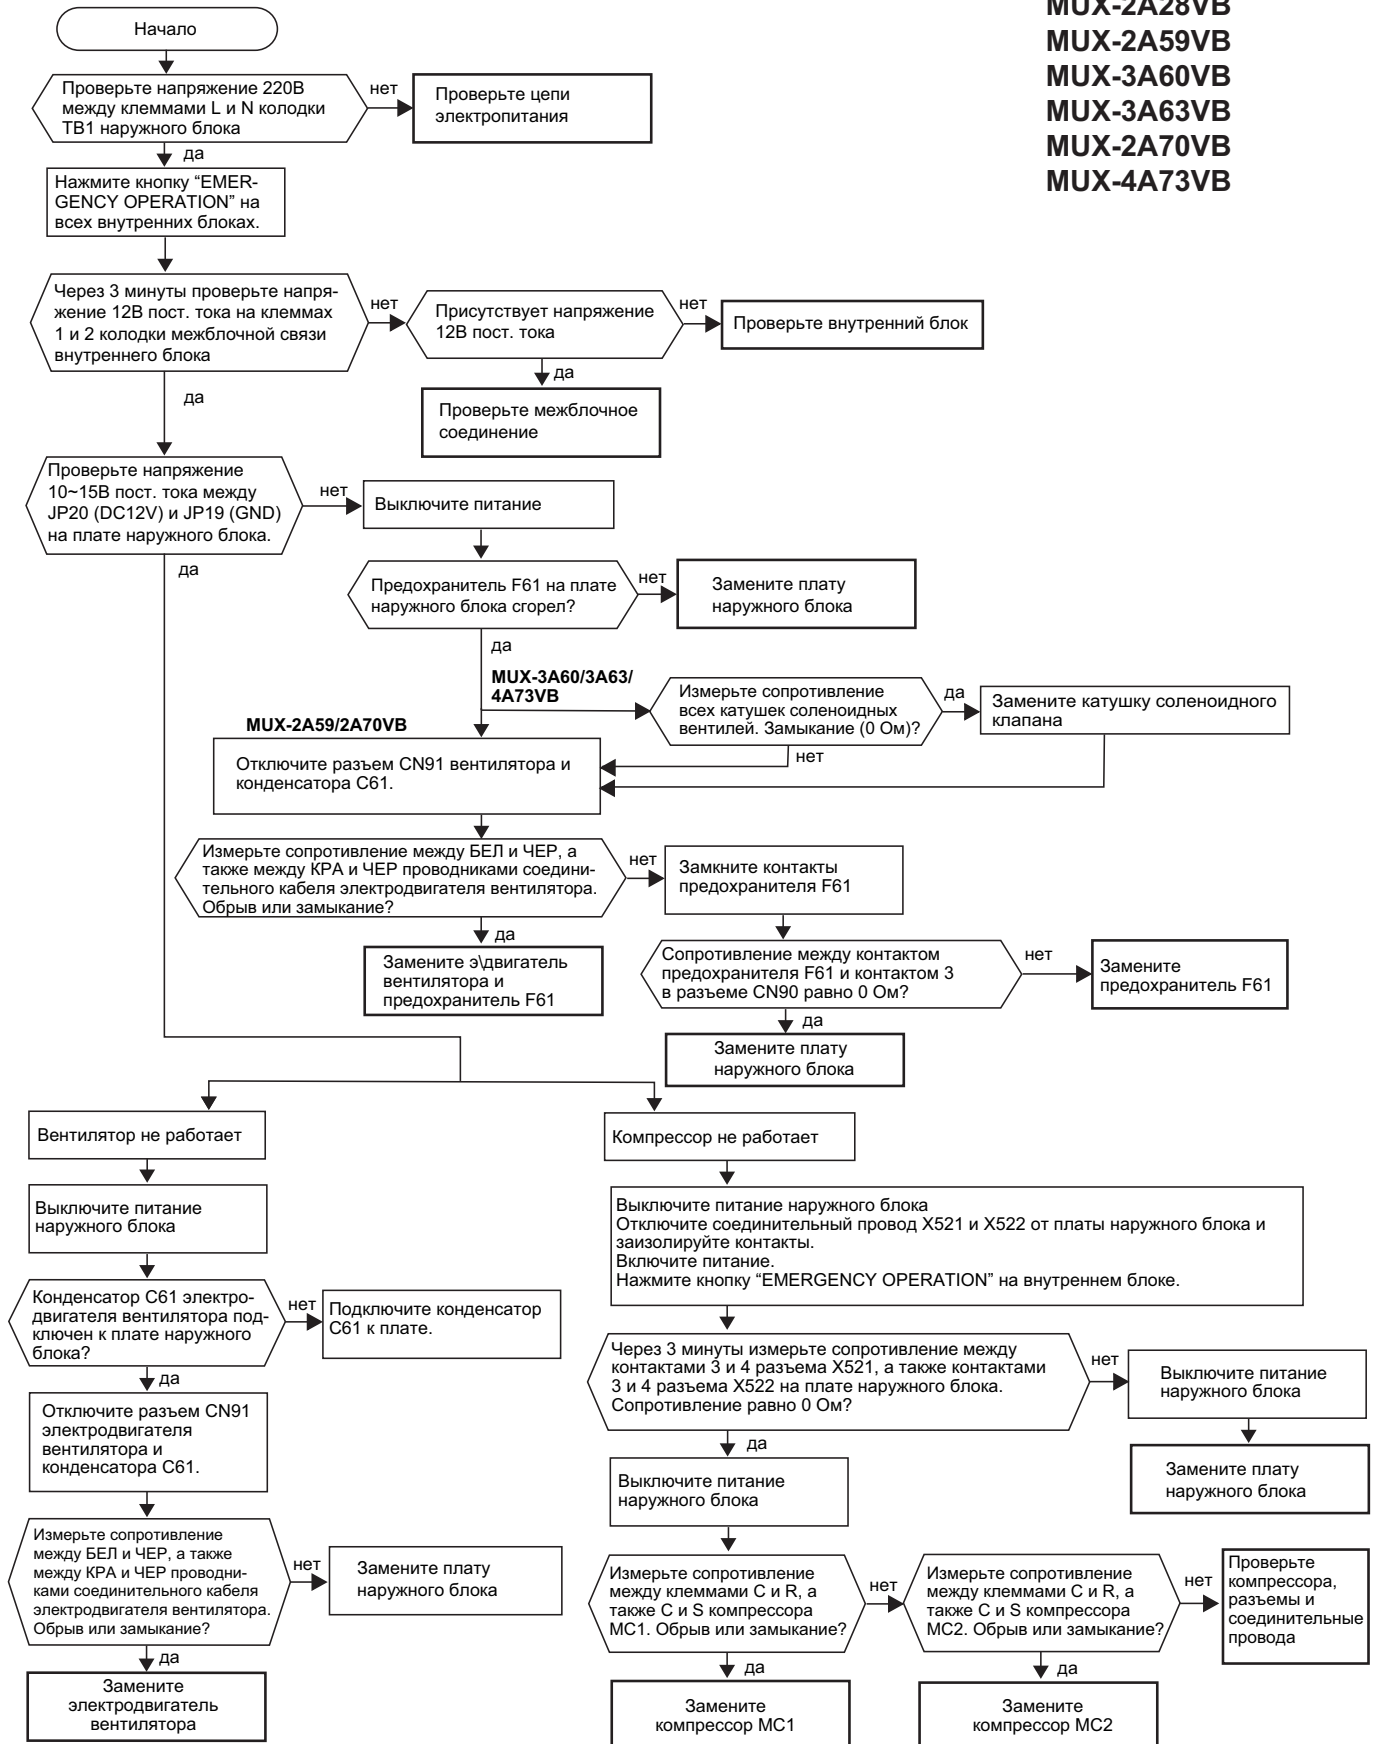 MUX-2A28VB
MUX-2A59VB
MUX-3A60VB
MUX-3A63VB
MUX-2A70VB
MUX-4A73VB
Начало
Проверьте напряжение 220В
между клеммами L и N колодки
TB1 наружного блока
нет
Проверьте цепи
электропитания
да
Нажмите кнопку “EMER-
GENCY OPERATION” на
всех внутренних блоках.
Через 3 минуты проверьте напря-
жение 12В пост. тока на клеммах
1 и 2 колодки межблочной связи
внутреннего блока
нет
Присутствует напряжение
12В пост. тока
нет
Проверьте внутренний блок
да
Проверьте межблочное
соединение
да
Проверьте напряжение
10~15В пост. тока между
JP20 (DC12V) и JP19 (GND)
на плате наружного блока.
нет
Выключите питание
да
Предохранитель F61 на плате
наружного блока сгорел?
нет
Замените плату
наружного блока
да
MUX-3A60/3A63/
4A73VB
Измерьте сопротивление
всех катушек соленоидных
вентилей. Замыкание (0 Ом)?
да
Замените катушку соленоидного
клапана
нет
MUX-2A59/2A70VB
Отключите разъем CN91 вентилятора и
конденсатора C61.
Измерьте сопротивление между БЕЛ и ЧЕР, а
также между КРА и ЧЕР проводниками соедини-
тельного кабеля электродвигателя вентилятора.
Обрыв или замыкание?
нет
Замкните контакты
предохранителя F61
да
Замените э\двигатель
вентилятора и
предохранитель F61
Сопротивление между контактом
предохранителя F61 и контактом 3
в разъеме CN90 равно 0 Ом?
нет
Замените
предохранитель F61
да
Замените плату
наружного блока
Вентилятор не работает
Выключите питание
наружного блока
Конденсатор C61 электро-
двигателя вентилятора под-
ключен к плате наружного
блока?
нет
Подключите конденсатор
C61 к плате.
да
Отключите разъем CN91
электродвигателя
вентилятора и
конденсатора C61.
Измерьте сопротивление
между БЕЛ и ЧЕР, а также
между КРА и ЧЕР проводни-
ками соединительного кабеля
электродвигателя вентилятора.
Обрыв или замыкание?
нет
Замените плату
наружного блока
да
Замените
электродвигатель
вентилятора
Компрессор не работает
Выключите питание наружного блока
Отключите соединительный провод X521 и X522 от платы наружного блока и
заизолируйте контакты.
Включите питание.
Нажмите кнопку “EMERGENCY OPERATION” на внутреннем блоке.
Через 3 минуты измерьте сопротивление между
контактами 3 и 4 разъема X521, а также контактами
3 и 4 разъема X522 на плате наружного блока.
Сопротивление равно 0 Ом?
нет
Выключите питание
наружного блока
Замените плату
наружного блока
да
Выключите питание
наружного блока
Измерьте сопротивление
между клеммами C и R, а
также C и S компрессора
MC1. Обрыв или замыкание?
нет
Измерьте сопротивление
между клеммами C и R, а
также C и S компрессора
MC2. Обрыв или замыкание?
нет
Проверьте
компрессора,
разъемы и
соединительные
провода
да
Замените
компрессор MC1
да
Замените
компрессор MC2